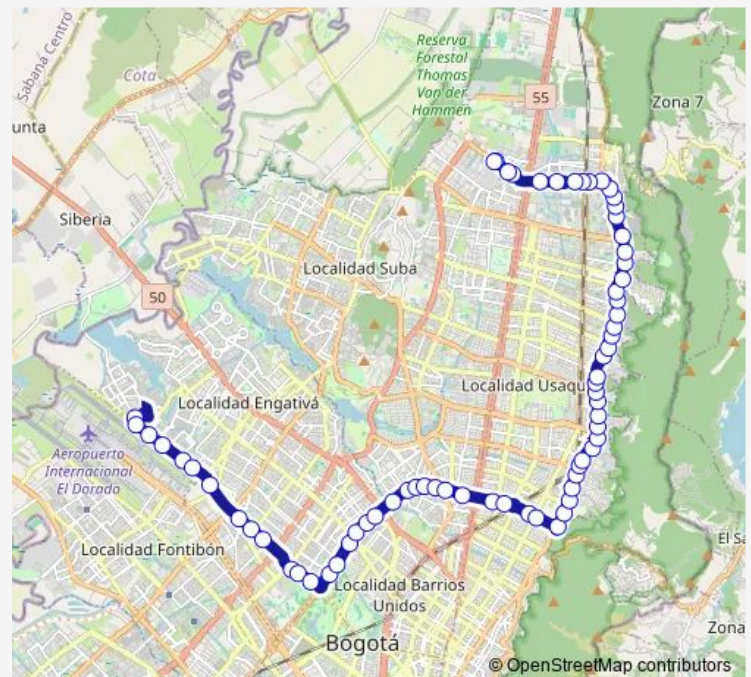 Sabana Centro
Cota
Reserva
Forestal
Thomas
Van der
Hammen
55
Zona 7
unta
Siberia
Localidad Suba
50
Localidad Usaqu
Localidad Engativá
Aeropuerto
Internacional
El Dorado
Localidad Fontibón
El Sa
Localidad Barrios
Unidos
Zona
Bogotá
© OpenStreetMap contributors